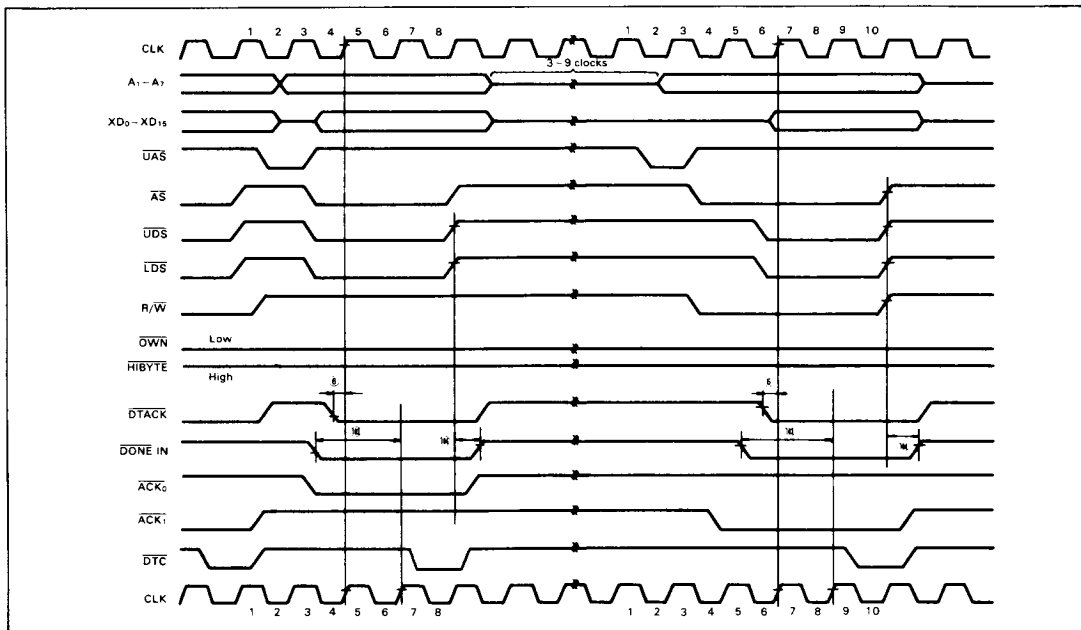 1 2 3 4 5 6 7 8 1 2 3 4 5 6 7 8 9 10
CLK
3 – 9 clocks
A₁~A₇
XD₀~XD₁₅
UAS
AS
UDS
LDS
R/W
OWN Low
HIBYTE High
DTACK
DONE IN
ACK₀
ACK₁
DTC
CLK
1 2 3 4 5 6 7 8 1 2 3 4 5 6 7 8 9 10